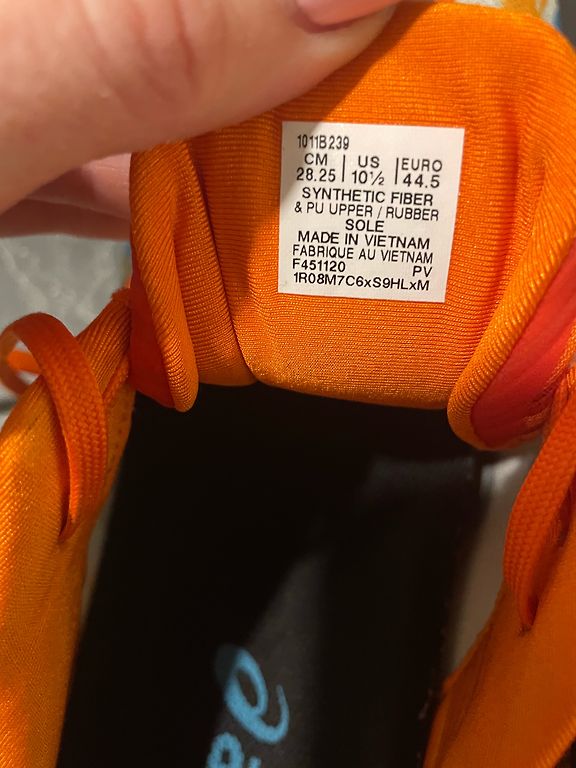 1011B239
CM | US | EURO
28.25 | 10½ | 44.5
SYNTHETIC FIBER
& PU UPPER / RUBBER
SOLE
MADE IN VIETNAM
FABRIQUE AU VIETNAM
F451120 PV
1R08M7C6xS9HLxM